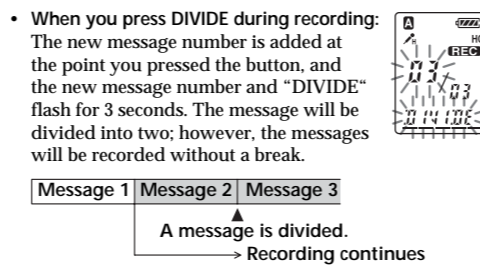 • When you press DIVIDE during recording:
The new message number is added at
the point you pressed the button, and
the new message number and “DIVIDE“
flash for 3 seconds. The message will be
divided into two; however, the messages
will be recorded without a break.
A
HQ
REC
03
03
Message 1 Message 2 Message 3
A message is divided.
Recording continues